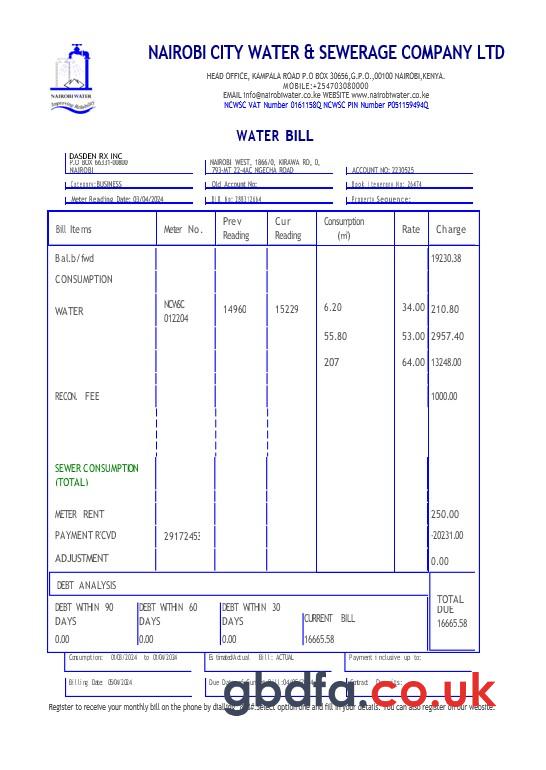 NAIROBI CITY WATER & SEWERAGE COMPANY LTD
HEAD OFFICE, KAMPALA ROAD P.O BOX 30656,G.P.O.,00100 NAIROBI,KENYA.
MOBILE:+254703080000
EMAIL info@nairobiwater.co.ke WEBSITE www.nairobiwater.co.ke
NCWSC VAT Number 0161158Q NCWSC PIN Number P051159494Q
NAIROBI WATER
Improving Reliability
WATER BILL
DASDEN RX INC
P.O BOX 66331-00800
NAIROBI
NAIROBI WEST, 1866/0, KIRAWA RD, 0,
793-MT 22-4AC NGECHA ROAD
ACCOUNT NO: 2230525
Category:BUSINESS
Old Account No:
Book itenerary No: 26474
Meter Reading Date: 03/04/2024
Property Sequence:
Bill Items Meter No. Prev Reading Cur Reading Consumption (m³) Rate Charge
Bal.b/fwd 19230.38
CONSUMPTION
WATER NCWSC 012204 14960 15229 6.20 34.00 210.80
55.80 53.00 2957.40
207 64.00 13248.00
RECON. FEE 1000.00
SEWER CONSUMPTION
(TOTAL)
METER RENT 250.00
PAYMENT R'CVD 29172453 -20231.00
ADJUSTMENT 0.00
DEBT ANALYSIS
TOTAL DUE
16665.58
DEBT WITHIN 90 DAYS DEBT WITHIN 60 DAYS DEBT WITHIN 30 DAYS CURRENT BILL
0.00 0.00 0.00 16665.58
Consumption: 01/03/2024 to 01/04/2024
Estimated/Actual Bill: ACTUAL
Payment inclusive up to:
Billing Date 05/04/2024
Due Date
gbdfa.co.uk
Register to receive your monthly bill on the phone by dialing select option one and fill in your details. You can also register on our website.